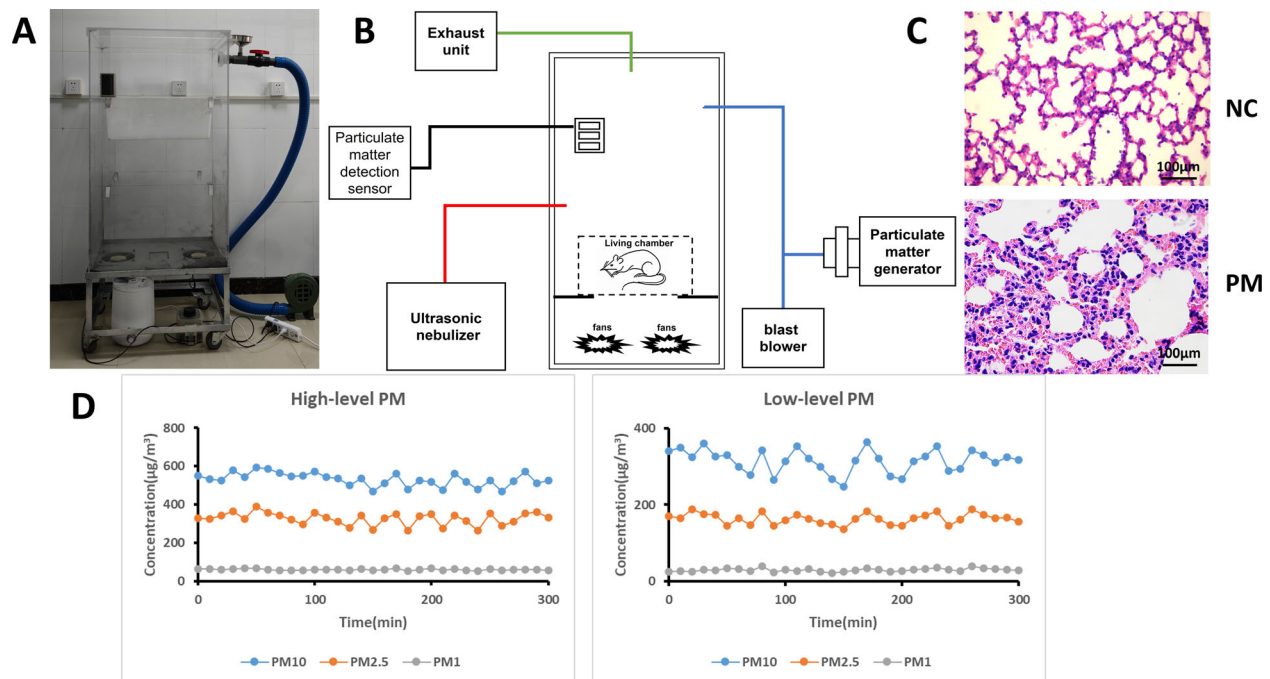 A
B
C
Exhaust
unit
Particulate
matter
detection
sensor
Living chamber
Particulate
matter
generator
Ultrasonic
nebulizer
fans
fans
blast
blower
100μm
NC
100μm
PM
D
High-level PM
Concentration(μg/m³)
800
600
400
200
0
0
100
200
300
Time(min)
PM10
PM2.5
PM1
Low-level PM
Concentration(μg/m³)
400
200
0
0
100
200
300
Time(min)
PM10
PM2.5
PM1